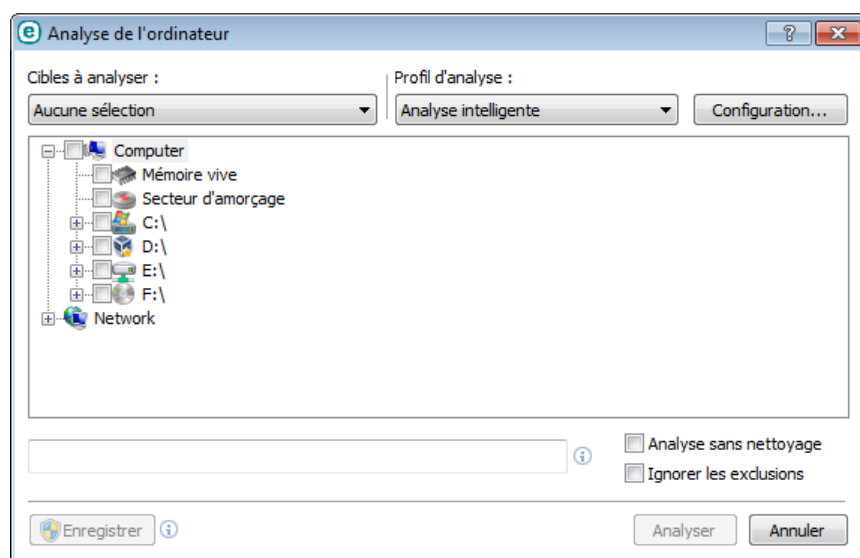 Analyse de l'ordinateur
Cibles à analyser :
Profil d'analyse :
Aucune sélection
Analyse intelligente
Configuration...
Computer
Mémoire vive
Secteur d'amorçage
C:\
D:\
E:\
F:\
Network
Analyse sans nettoyage
Ignorer les exclusions
Enregistrer
Analyser
Annuler